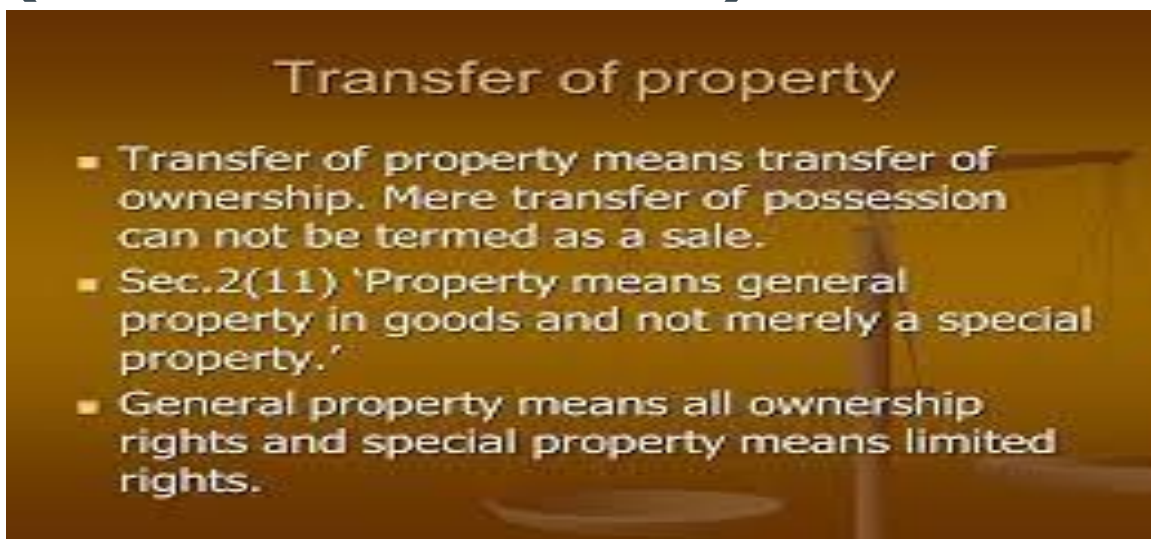 Transfer of property
Transfer of property means transfer of
ownership. Mere transfer of possession
can not be termed as a sale.
Sec.2(11) ‘Property means general
property in goods and not merely a special
property.’
General property means all ownership
rights and special property means limited
rights.